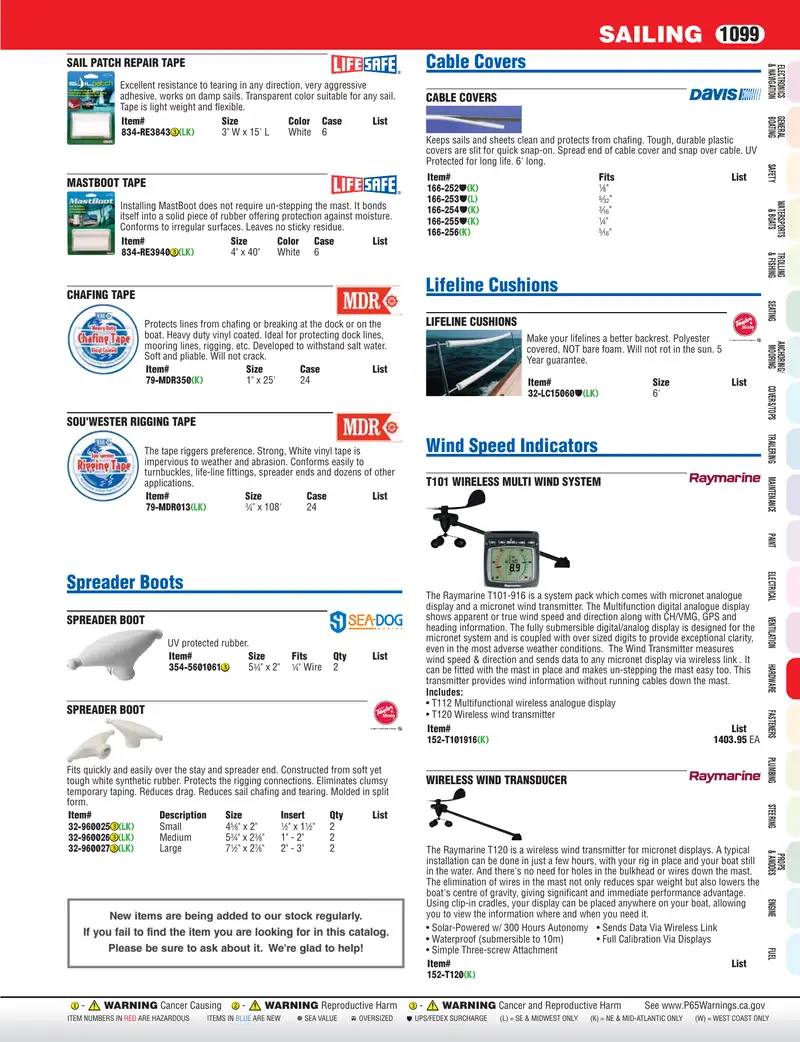 SAILING 1099
SAIL PATCH REPAIR TAPE
LIFESAFE®
Excellent resistance to tearing in any direction, very aggressive
adhesive, works on damp sails. Transparent color suitable for any sail.
Tape is light weight and flexible.
Item# Size Color Case List
834-RE3843③(LK) 3" W x 15' L White 6
MASTBOOT TAPE
LIFESAFE®
MastBoot
Installing MastBoot does not require un-stepping the mast. It bonds
itself into a solid piece of rubber offering protection against moisture.
Conforms to irregular surfaces. Leaves no sticky residue.
Item# Size Color Case List
834-RE3940③(LK) 4" x 40" White 6
CHAFING TAPE
MDR
Heavy Duty
Chafing Tape
Vinyl Coated
Protects lines from chafing or breaking at the dock or on the
boat. Heavy duty vinyl coated. Ideal for protecting dock lines,
mooring lines, rigging, etc. Developed to withstand salt water.
Soft and pliable. Will not crack.
Item# Size Case List
79-MDR350(K) 1" x 25' 24
SOU'WESTER RIGGING TAPE
MDR
Sou'wester
Rigging Tape
The tape riggers preference. Strong, White vinyl tape is
impervious to weather and abrasion. Conforms easily to
turnbuckles, life-line fittings, spreader ends and dozens of other
applications.
Item# Size Case List
79-MDR013(LK) ¾" x 108' 24
Spreader Boots
SPREADER BOOT
SEA-DOG
UV protected rubber.
Item# Size Fits Qty List
354-5601061③ 5¾" x 2" ¼" Wire 2
SPREADER BOOT
Taylor Made
Fits quickly and easily over the stay and spreader end. Constructed from soft yet
tough white synthetic rubber. Protects the rigging connections. Eliminates clumsy
temporary taping. Reduces drag. Reduces sail chafing and tearing. Molded in split
form.
Item# Description Size Insert Qty List
32-960025③(LK) Small 4⅝" x 2" ½" x 1½" 2
32-960026③(LK) Medium 5¾" x 2⅜" 1" - 2" 2
32-960027③(LK) Large 7½" x 2⅞" 2" - 3" 2
New items are being added to our stock regularly.
If you fail to find the item you are looking for in this catalog.
Please be sure to ask about it. We're glad to help!
Cable Covers
CABLE COVERS
DAVIS
Keeps sails and sheets clean and protects from chafing. Tough, durable plastic
covers are slit for quick snap-on. Spread end of cable cover and snap over cable. UV
Protected for long life. 6' long.
Item# Fits List
166-252(K) ⅛"
166-253(L) 5⁄32"
166-254(K) 3⁄16"
166-255(K) ¼"
166-256(K) 5⁄16"
Lifeline Cushions
LIFELINE CUSHIONS
Taylor Made
Make your lifelines a better backrest. Polyester
covered, NOT bare foam. Will not rot in the sun. 5
Year guarantee.
Item# Size List
32-LC15060(LK) 6'
Wind Speed Indicators
T101 WIRELESS MULTI WIND SYSTEM
Raymarine
8.9
The Raymarine T101-916 is a system pack which comes with micronet analogue
display and a micronet wind transmitter. The Multifunction digital analogue display
shows apparent or true wind speed and direction along with CH/VMG, GPS and
heading information. The fully submersible digital/analog display is designed for the
micronet system and is coupled with over sized digits to provide exceptional clarity,
even in the most adverse weather conditions. The Wind Transmitter measures
wind speed & direction and sends data to any micronet display via wireless link . It
can be fitted with the mast in place and makes un-stepping the mast easy too. This
transmitter provides wind information without running cables down the mast.
Includes:
• T112 Multifunctional wireless analogue display
• T120 Wireless wind transmitter
Item# List
152-T101916(K) 1403.95 EA
WIRELESS WIND TRANSDUCER
Raymarine
The Raymarine T120 is a wireless wind transmitter for micronet displays. A typical
installation can be done in just a few hours, with your rig in place and your boat still
in the water. And there's no need for holes in the bulkhead or wires down the mast.
The elimination of wires in the mast not only reduces spar weight but also lowers the
boat's centre of gravity, giving significant and immediate performance advantage.
Using clip-in cradles, your display can be placed anywhere on your boat, allowing
you to view the information where and when you need it.
• Solar-Powered w/ 300 Hours Autonomy • Sends Data Via Wireless Link
• Waterproof (submersible to 10m) • Full Calibration Via Displays
• Simple Three-screw Attachment
Item# List
152-T120(K)
ELECTRONICS
& NAVIGATION
GENERAL
BOATING
SAFETY
WATERSPORTS
& BOATS
TROLLING
& FISHING
SEATING
ANCHORING/
MOORING
COVERS/TOPS
TRAILERING
MAINTENANCE
PAINT
ELECTRICAL
VENTILATION
HARDWARE
FASTENERS
PLUMBING
STEERING
PROPS
& ANODES
ENGINE
FUEL
① - WARNING Cancer Causing ② - WARNING Reproductive Harm ③ - WARNING Cancer and Reproductive Harm See www.P65Warnings.ca.gov
ITEM NUMBERS IN RED ARE HAZARDOUS ITEMS IN BLUE ARE NEW SEA VALUE OVERSIZED UPS/FEDEX SURCHARGE (L) = SE & MIDWEST ONLY (K) = NE & MID-ATLANTIC ONLY (W) = WEST COAST ONLY